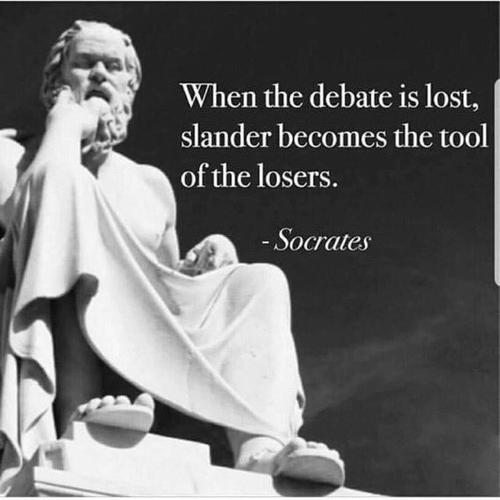 When the debate is lost,
slander becomes the tool
of the losers.
- Socrates